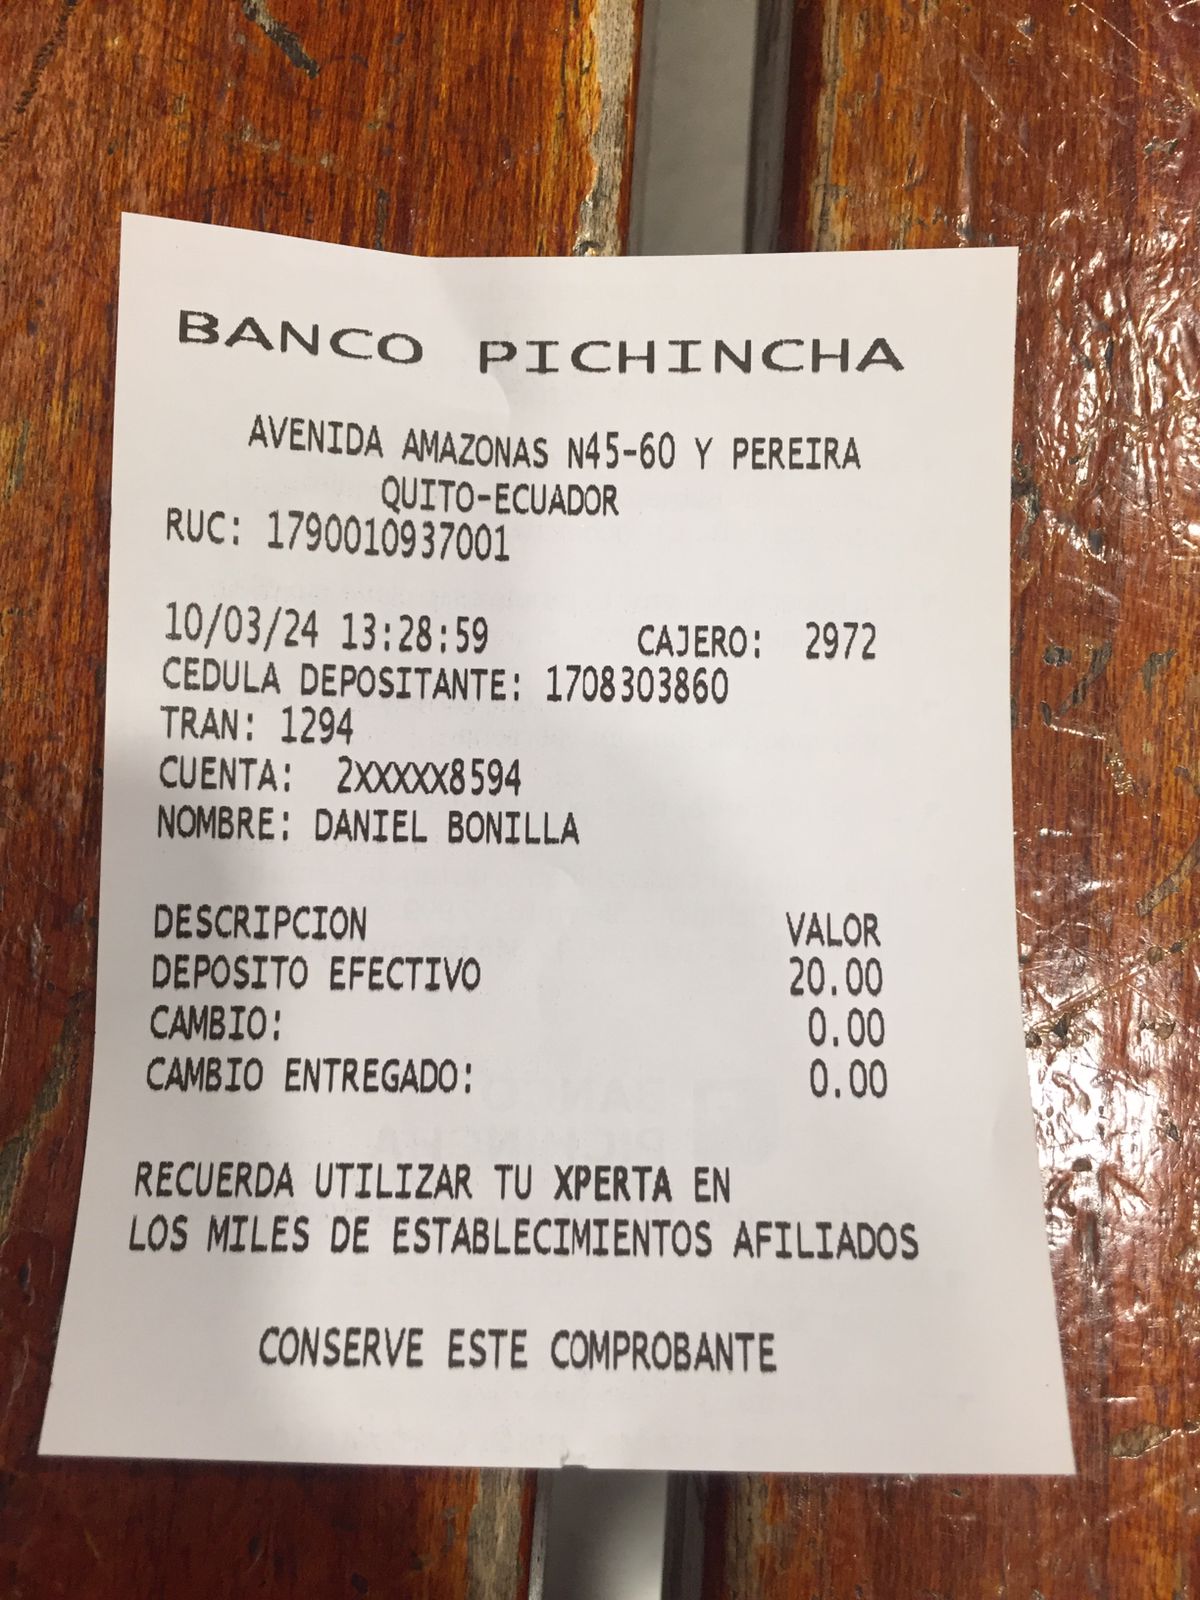 BANCO PICHINCHA
AVENIDA AMAZONAS N45-60 Y PEREIRA
QUITO-ECUADOR
RUC: 1790010937001
10/03/24 13:28:59 CAJERO: 2972
CEDULA DEPOSITANTE: 1708303860
TRAN: 1294
CUENTA: 2XXXXX8594
NOMBRE: DANIEL BONILLA
DESCRIPCION VALOR
DEPOSITO EFECTIVO 20.00
CAMBIO: 0.00
CAMBIO ENTREGADO: 0.00
RECUERDA UTILIZAR TU XPERTA EN
LOS MILES DE ESTABLECIMIENTOS AFILIADOS
CONSERVE ESTE COMPROBANTE